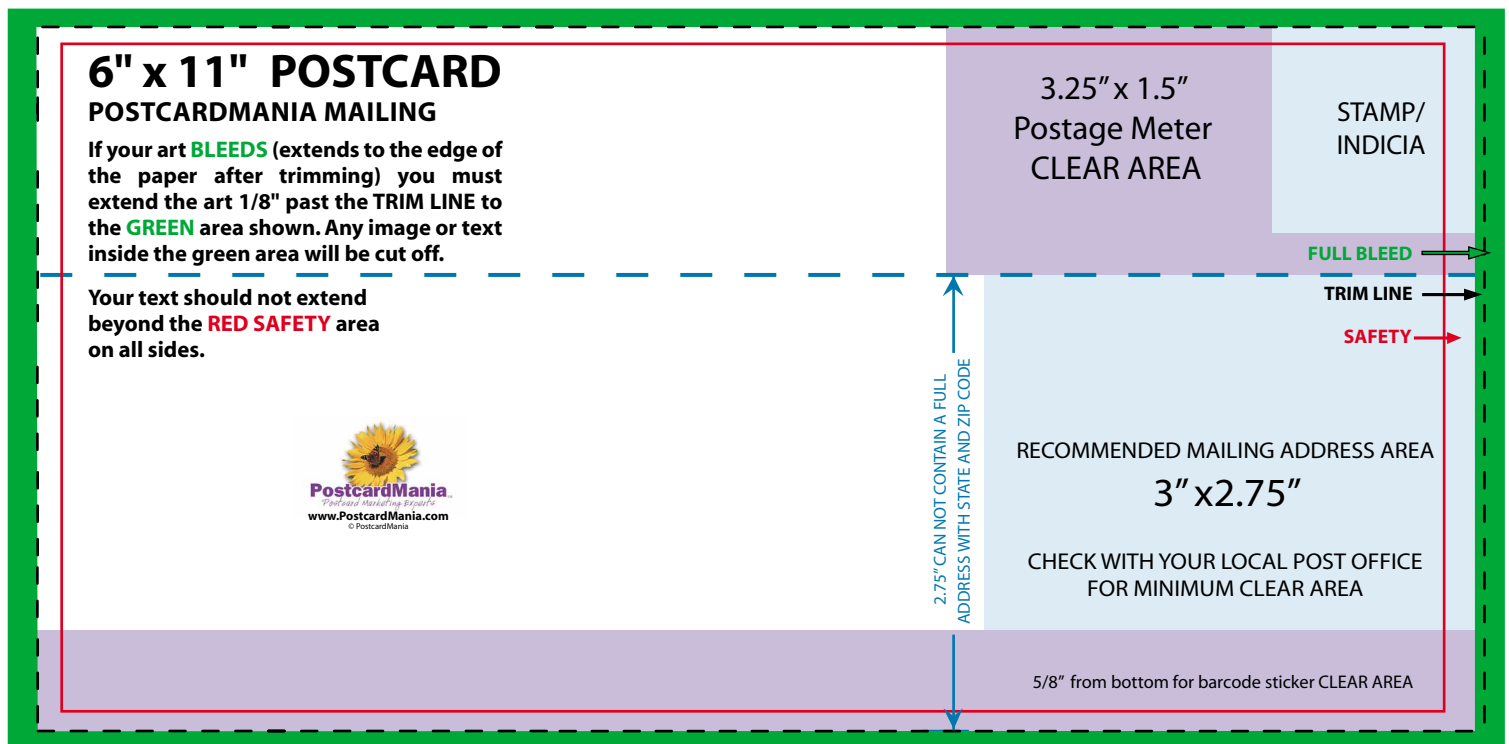 6" x 11" POSTCARD
POSTCARDMANIA MAILING
If your art BLEEDS (extends to the edge of
the paper after trimming) you must
extend the art 1/8" past the TRIM LINE to
the GREEN area shown. Any image or text
inside the green area will be cut off.
Your text should not extend
beyond the RED SAFETY area
on all sides.
PostcardMania™
Postcard Marketing Experts
www.PostcardMania.com
© PostcardMania
3.25” x 1.5”
Postage Meter
CLEAR AREA
STAMP/
INDICIA
FULL BLEED
TRIM LINE
SAFETY
2.75” CAN NOT CONTAIN A FULL
ADDRESS WITH STATE AND ZIP CODE
RECOMMENDED MAILING ADDRESS AREA
3” x2.75”
CHECK WITH YOUR LOCAL POST OFFICE
FOR MINIMUM CLEAR AREA
5/8” from bottom for barcode sticker CLEAR AREA